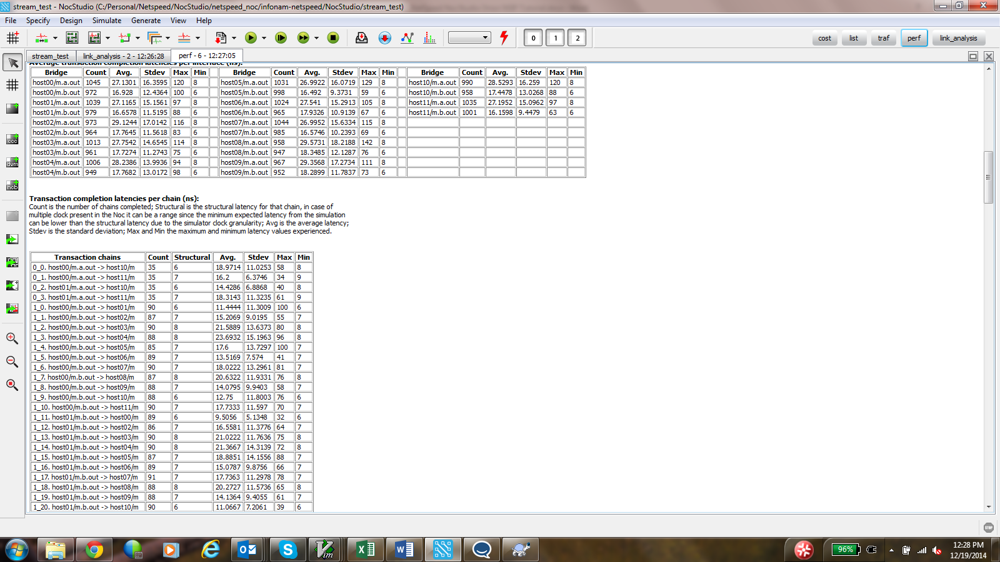 stream_test - NocStudio (C:/Personal/Netspeed/NocStudio/netspeed_noc/infonam-netspeed/NocStudio/stream_test)
File Specify Design Simulate Generate View Help
0 1 2 cost list traf perf link_analysis
stream_test link_analysis - 2 - 12:26:28 perf - 6 - 12:27:05
Average transaction completion latencies per interface (ns):
Bridge Count Avg. Stdev Max Min Bridge Count Avg. Stdev Max Min Bridge Count Avg. Stdev Max Min
host00/m.a.out 1045 27.1301 16.3595 120 8 host05/m.a.out 1031 26.9922 16.0719 129 8 host10/m.a.out 990 28.5293 16.259 120 8
host00/m.b.out 972 16.928 12.4364 100 6 host05/m.b.out 998 16.492 9.3731 59 6 host10/m.b.out 958 17.4478 13.0268 88 6
host01/m.a.out 1039 27.1165 15.1561 97 8 host06/m.a.out 1024 27.541 15.2913 105 8 host11/m.a.out 1035 27.1952 15.0962 97 8
host01/m.b.out 979 16.6578 11.5195 88 6 host06/m.b.out 965 17.9326 10.9139 67 6 host11/m.b.out 1001 16.1598 9.4479 63 6
host02/m.a.out 973 29.1244 17.0142 116 8 host07/m.a.out 1044 26.9952 15.6334 115 8
host02/m.b.out 964 17.7645 11.5618 83 6 host07/m.b.out 985 16.5746 10.2393 69 6
host03/m.a.out 1013 27.7542 14.6545 114 8 host08/m.a.out 958 29.5731 18.2188 142 8
host03/m.b.out 961 17.7274 11.2743 75 6 host08/m.b.out 947 18.3485 12.1287 76 6
host04/m.a.out 1006 28.2386 13.9936 94 8 host09/m.a.out 967 29.3568 17.2734 111 8
host04/m.b.out 949 17.7682 13.0172 98 6 host09/m.b.out 952 18.2899 11.7837 73 6
Transaction completion latencies per chain (ns):
Count is the number of chains completed; Structural is the structural latency for that chain, in case of
multiple clock present in the Noc it can be a range since the minimum expected latency from the simulation
can be lower than the structural latency due to the simulator clock granularity; Avg is the average latency;
Stdev is the standard deviation; Max and Min the maximum and minimum latency values experienced.
Transaction chains Count Structural Avg. Stdev Max Min
0_0. host00/m.a.out -> host10/m 35 6 18.9714 11.0253 58 8
0_1. host00/m.a.out -> host11/m 35 7 16.2 6.3746 34 9
0_2. host01/m.a.out -> host10/m 35 6 14.4286 6.8868 40 8
0_3. host01/m.a.out -> host11/m 35 7 18.3143 11.3235 61 9
1_0. host00/m.b.out -> host01/m 90 6 11.4444 11.3009 100 6
1_1. host00/m.b.out -> host02/m 87 7 15.2069 9.0195 55 7
1_2. host00/m.b.out -> host03/m 90 8 21.5889 13.6373 80 8
1_3. host00/m.b.out -> host04/m 88 8 23.6932 15.1963 96 8
1_4. host00/m.b.out -> host05/m 85 7 17.6 13.7297 100 7
1_5. host00/m.b.out -> host06/m 89 7 13.5169 7.574 41 7
1_6. host00/m.b.out -> host07/m 90 7 18.0222 13.2961 81 7
1_7. host00/m.b.out -> host08/m 87 8 20.6322 11.9331 76 8
1_8. host00/m.b.out -> host09/m 88 7 14.0795 9.9403 58 7
1_9. host00/m.b.out -> host10/m 88 6 12.75 11.8003 76 6
1_10. host00/m.b.out -> host11/m 90 7 17.7333 11.597 70 7
1_11. host01/m.b.out -> host00/m 89 6 9.5056 5.1348 32 6
1_12. host01/m.b.out -> host02/m 86 7 16.5581 11.3776 64 7
1_13. host01/m.b.out -> host03/m 90 8 21.0222 11.7636 75 8
1_14. host01/m.b.out -> host04/m 90 8 21.3667 14.3139 72 8
1_15. host01/m.b.out -> host05/m 87 7 18.8851 14.1556 88 7
1_16. host01/m.b.out -> host06/m 89 7 15.0787 9.8756 66 7
1_17. host01/m.b.out -> host07/m 91 7 17.7363 11.2978 78 7
1_18. host01/m.b.out -> host08/m 88 8 20.2727 11.5736 65 8
1_19. host01/m.b.out -> host09/m 88 7 14.1364 9.4055 61 7
1_20. host01/m.b.out -> host10/m 90 6 11.0667 7.2061 39 6
ccc
dvm
ncb
96%
12:28 PM
12/19/2014